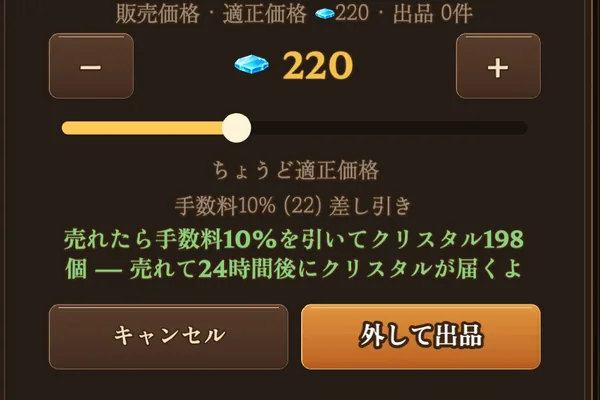 販売価格 · 適正価格 220 · 出品 0件
− 220 +
ちょうど適正価格
手数料10% (22) 差し引き
売れたら手数料10%を引いてクリスタル198
個 — 売れて24時間後にクリスタルが届くよ
キャンセル 外して出品